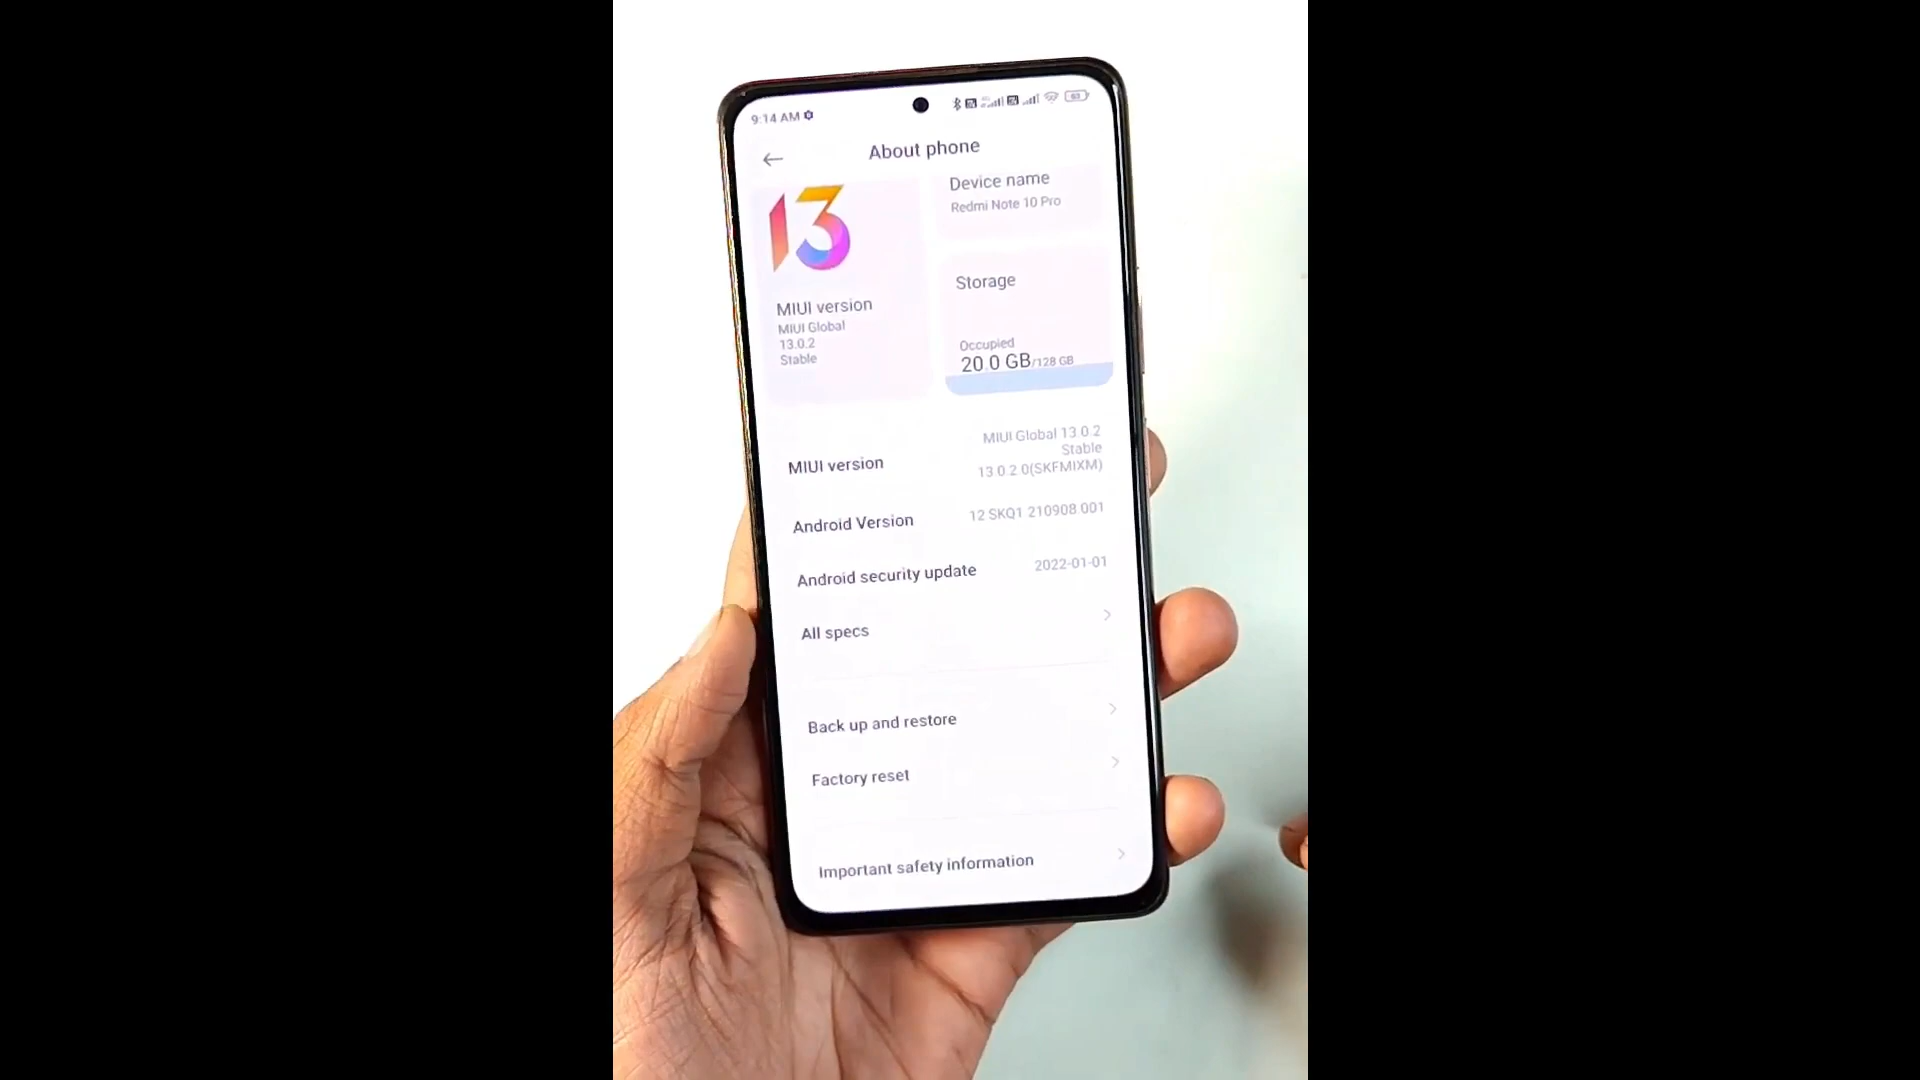 9:14 AM
63
About phone
13
Device name
Redmi Note 10 Pro
MIUI version
MIUI Global
13.0.2
Stable
Storage
Occupied
20.0 GB/128 GB
MIUI version
MIUI Global 13.0.2
Stable
13.0.2.0(SKFMIXM)
Android Version
12 SKQ1.210908.001
Android security update
2022-01-01
All specs
Back up and restore
Factory reset
Important safety information